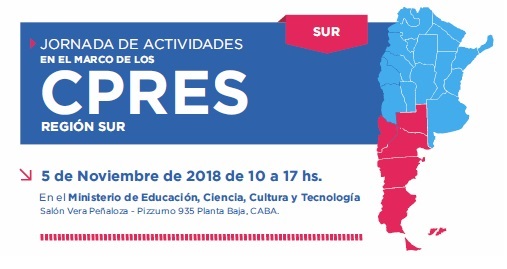 SUR
JORNADA DE ACTIVIDADES
EN EL MARCO DE LOS
CPRES
REGIÓN SUR
5 de Noviembre de 2018 de 10 a 17 hs.
En el Ministerio de Educación, Ciencia, Cultura y Tecnología
Salón Vera Peñaloza - Pizzurno 935 Planta Baja, CABA.